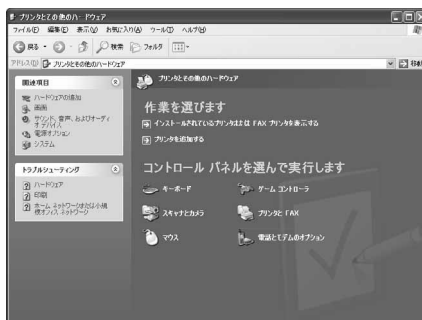 プリンタとその他のハードウェア
ファイル(F) 編集(E) 表示(V) お気に入り(A) ツール(T) ヘルプ(H)
戻る 検索 フォルダ
アドレス(D) プリンタとその他のハードウェア 移動
関連項目
ハードウェアの追加
画面
サウンド、音声、およびオーディオ デバイス
電源オプション
システム
トラブルシューティング
ハードウェア
印刷
ホーム ネットワークまたは小規模オフィス ネットワーク
プリンタとその他のハードウェア
作業を選びます
インストールされているプリンタまたは FAX プリンタを表示する
プリンタを追加する
コントロール パネルを選んで実行します
キーボード
ゲーム コントローラ
スキャナとカメラ
プリンタと FAX
マウス
電話とモデムのオプション